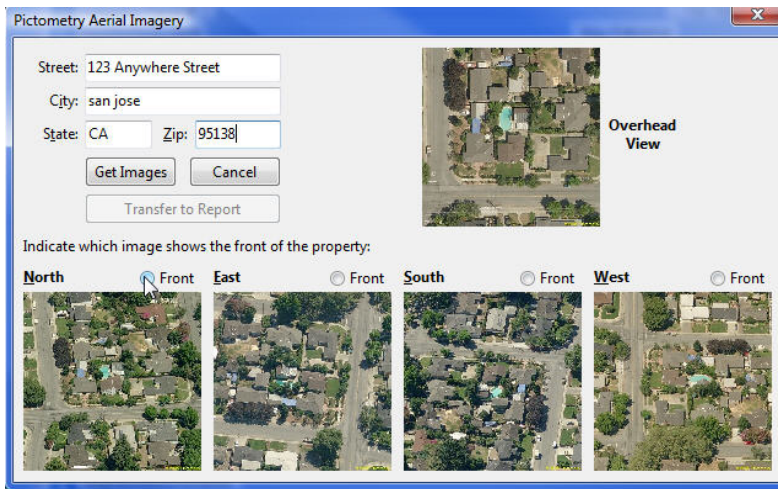 Pictometry Aerial Imagery
Street: 123 Anywhere Street
City: san jose
State: CA Zip: 95138
Get Images Cancel
Transfer to Report
Overhead
View
Indicate which image shows the front of the property:
North Front East Front South Front West Front